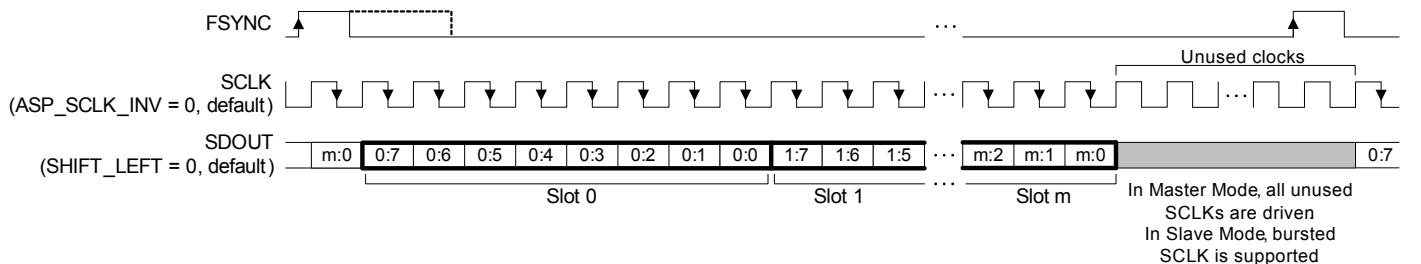 FSYNC
...
Unused clocks
SCLK
(ASP_SCLK_INV = 0, default)
... ...
SDOUT
(SHIFT_LEFT = 0, default)
m:0 0:7 0:6 0:5 0:4 0:3 0:2 0:1 0:0 1:7 1:6 1:5 ... m:2 m:1 m:0 0:7
Slot 0 Slot 1 ... Slot m
In Master Mode, all unused
SCLKs are driven
In Slave Mode, bursted
SCLK is supported